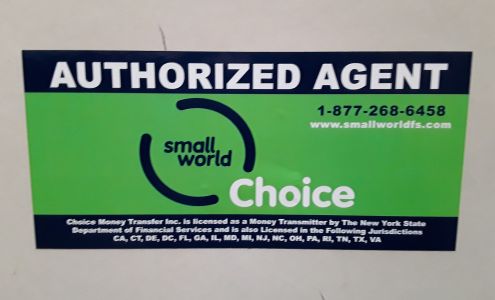 AUTHORIZED AGENT
1-877-268-6458
www.smallworldfs.com
small
world
Choice
Choice Money Transfer Inc. is licensed as a Money Transmitter by The New York State
Department of Financial Services and is also Licensed in the Following Jurisdictions
CA, CT, DE, DC, FL, GA, IL, MD, MI, NJ, NC, OH, PA, RI, TN, TX, VA